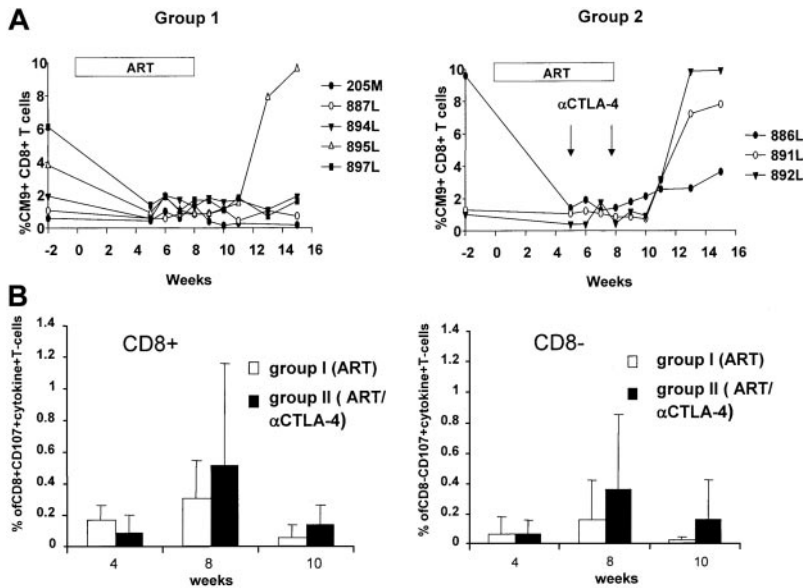 A
Group 1
Group 2
%CM9+ CD8+ T cells
10
8
6
4
2
0
ART
-2 0 2 4 6 8 10 12 14 16
Weeks
205M
887L
894L
895L
897L
%CM9+ CD8+ T cells
10
8
6
4
2
0
ART
αCTLA-4
-2 0 2 4 6 8 10 12 14 16
Weeks
886L
891L
892L
B
% ofCD8+CD107+cytokine+T-cells
1.4
1.2
1
0.8
0.6
0.4
0.2
0
CD8+
group I (ART)
group II ( ART/
αCTLA-4)
4 8 10
weeks
% ofCD8-CD107+cytokine+T-cells
1.4
1.2
1
0.8
0.6
0.4
0.2
0
CD8-
group I (ART)
group II ( ART/
αCTLA-4)
4 8 10
weeks